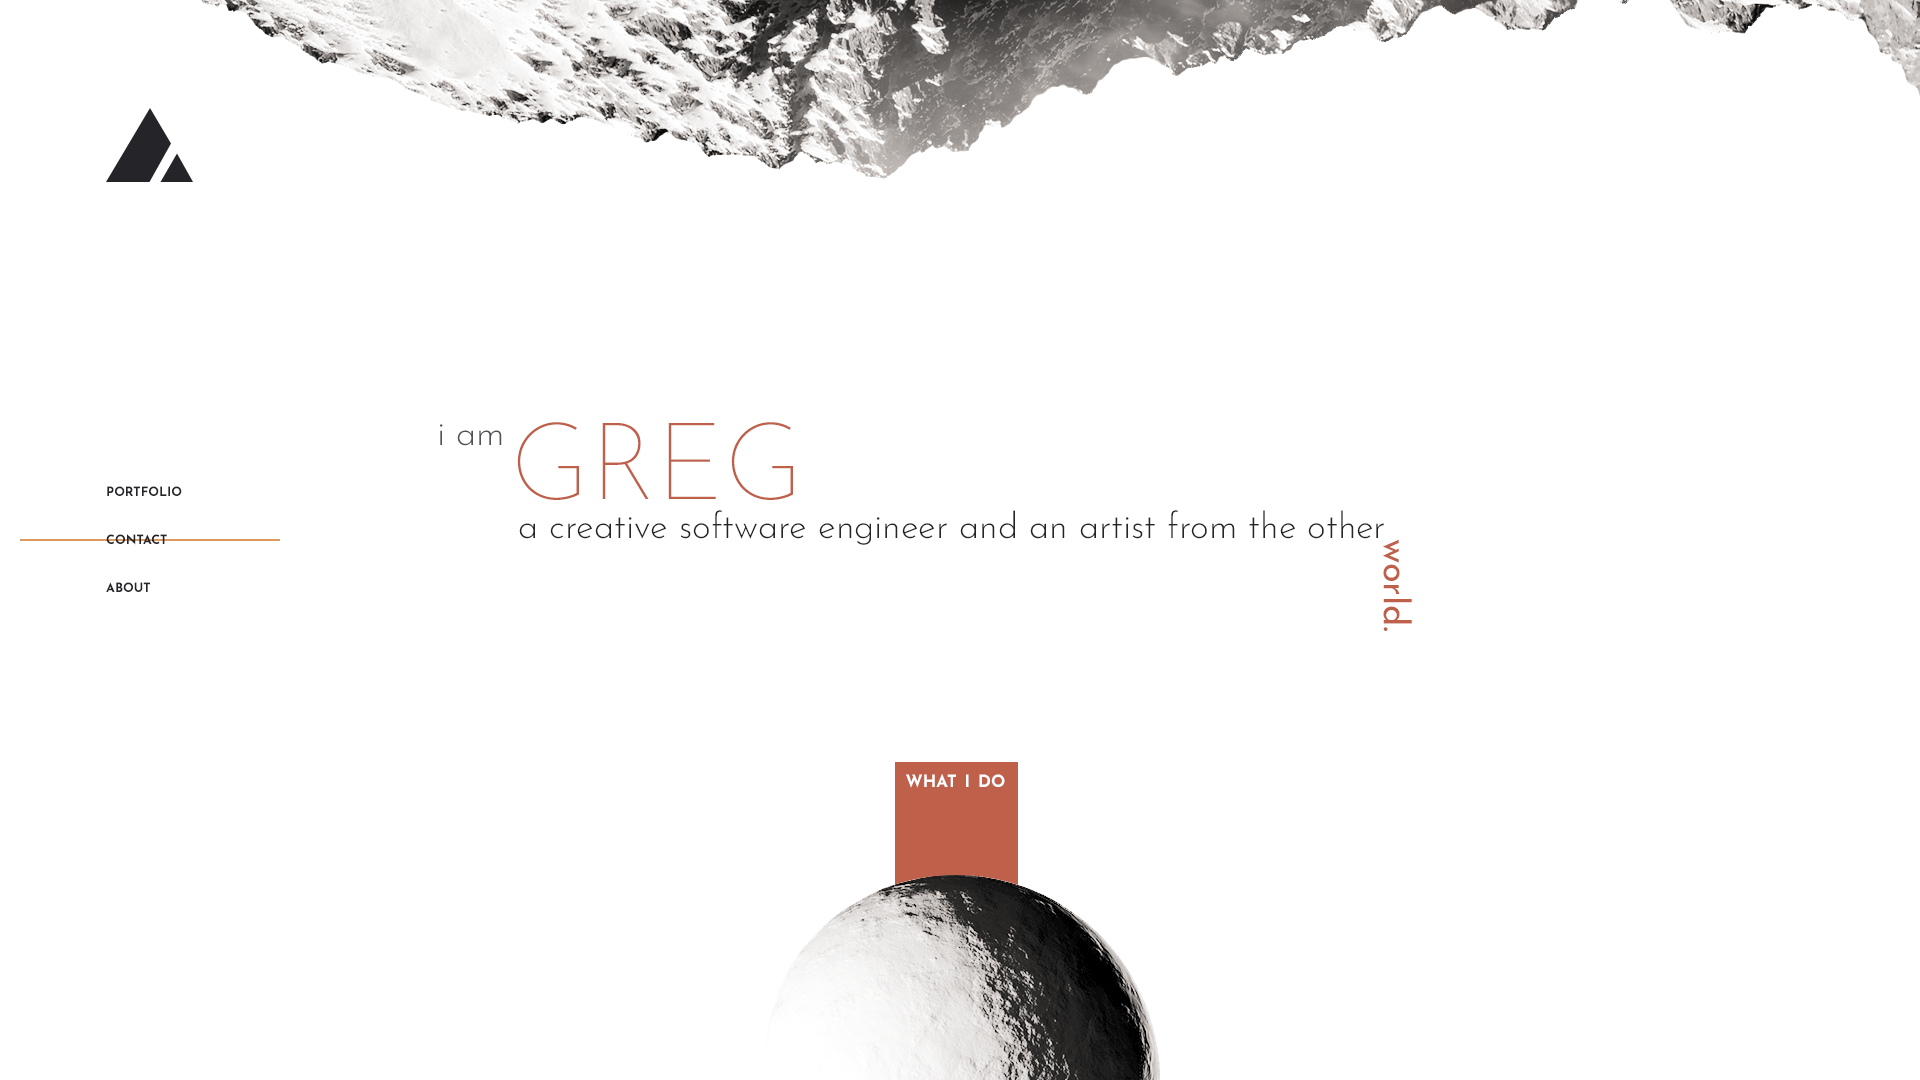 i am GREG
a creative software engineer and an artist from the other
world.
PORTFOLIO
CONTACT
ABOUT
WHAT I DO